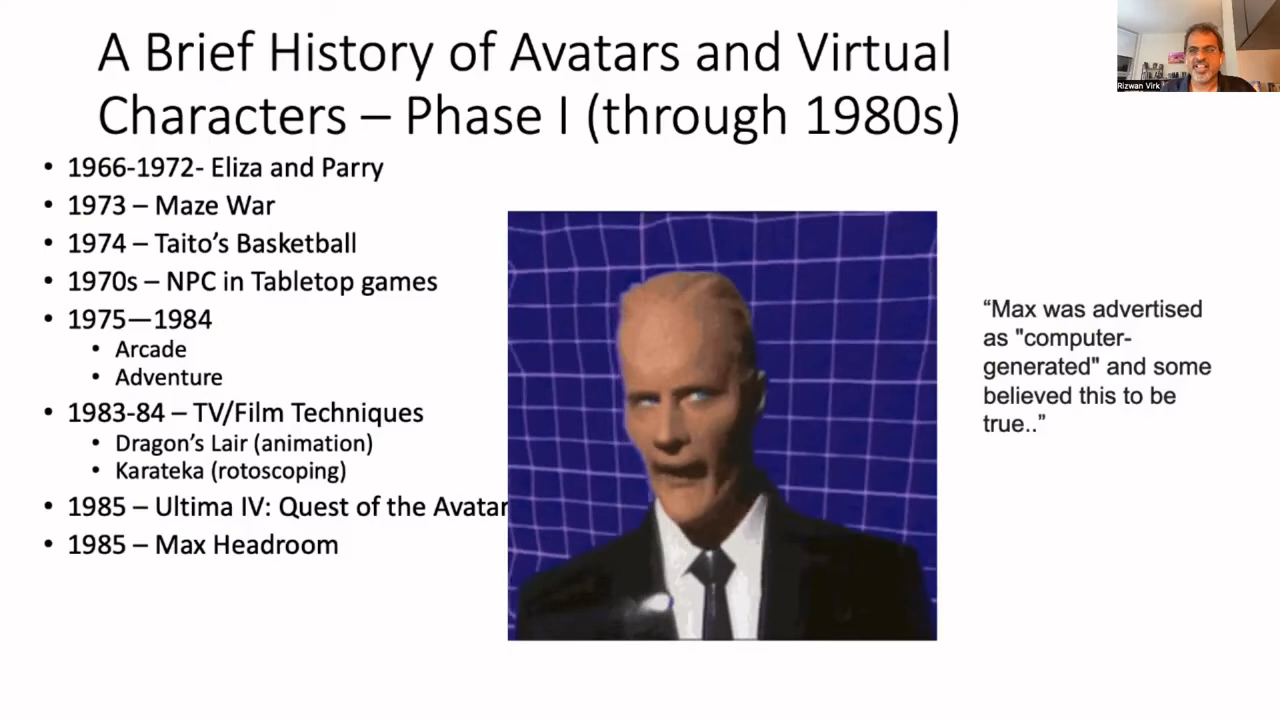 A Brief History of Avatars and Virtual
Characters – Phase I (through 1980s)
Rizwan Virk
• 1966-1972- Eliza and Parry
• 1973 – Maze War
• 1974 – Taito’s Basketball
• 1970s – NPC in Tabletop games
• 1975—1984
• Arcade
• Adventure
• 1983-84 – TV/Film Techniques
• Dragon’s Lair (animation)
• Karateka (rotoscoping)
• 1985 – Ultima IV: Quest of the Avatar
• 1985 – Max Headroom
“Max was advertised
as "computer-
generated" and some
believed this to be
true..”